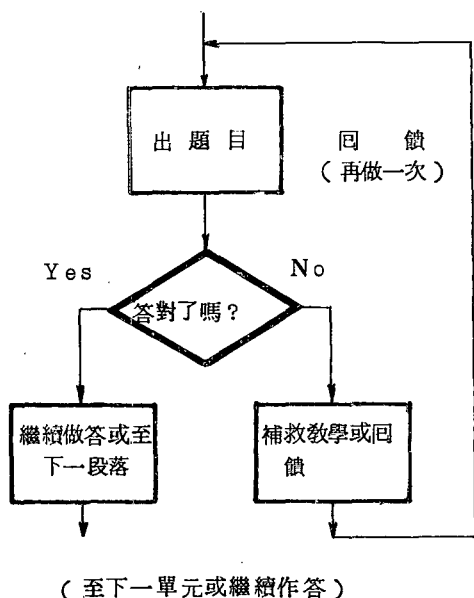 出題目
回饋
(再做一次)
Yes
No
答對了嗎？
繼續做答或至
下一段落
補救教學或回
饋
(至下一單元或繼續作答)